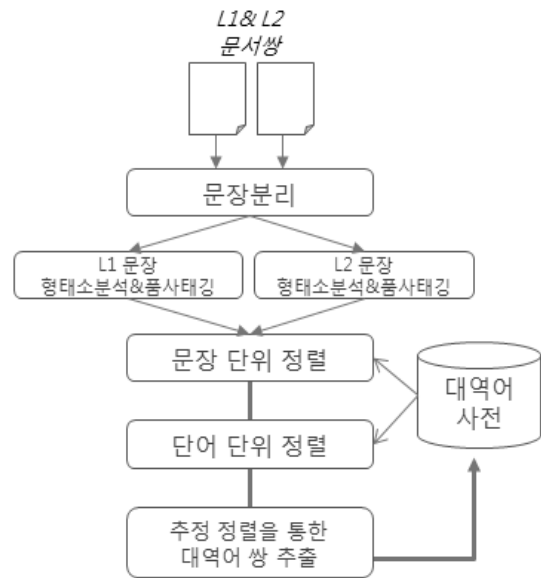 L1& L2
문서쌍
문장분리
L1 문장
형태소분석&품사태깅
L2 문장
형태소분석&품사태깅
문장 단위 정렬
대역어
사전
단어 단위 정렬
추정 정렬을 통한
대역어 쌍 추출